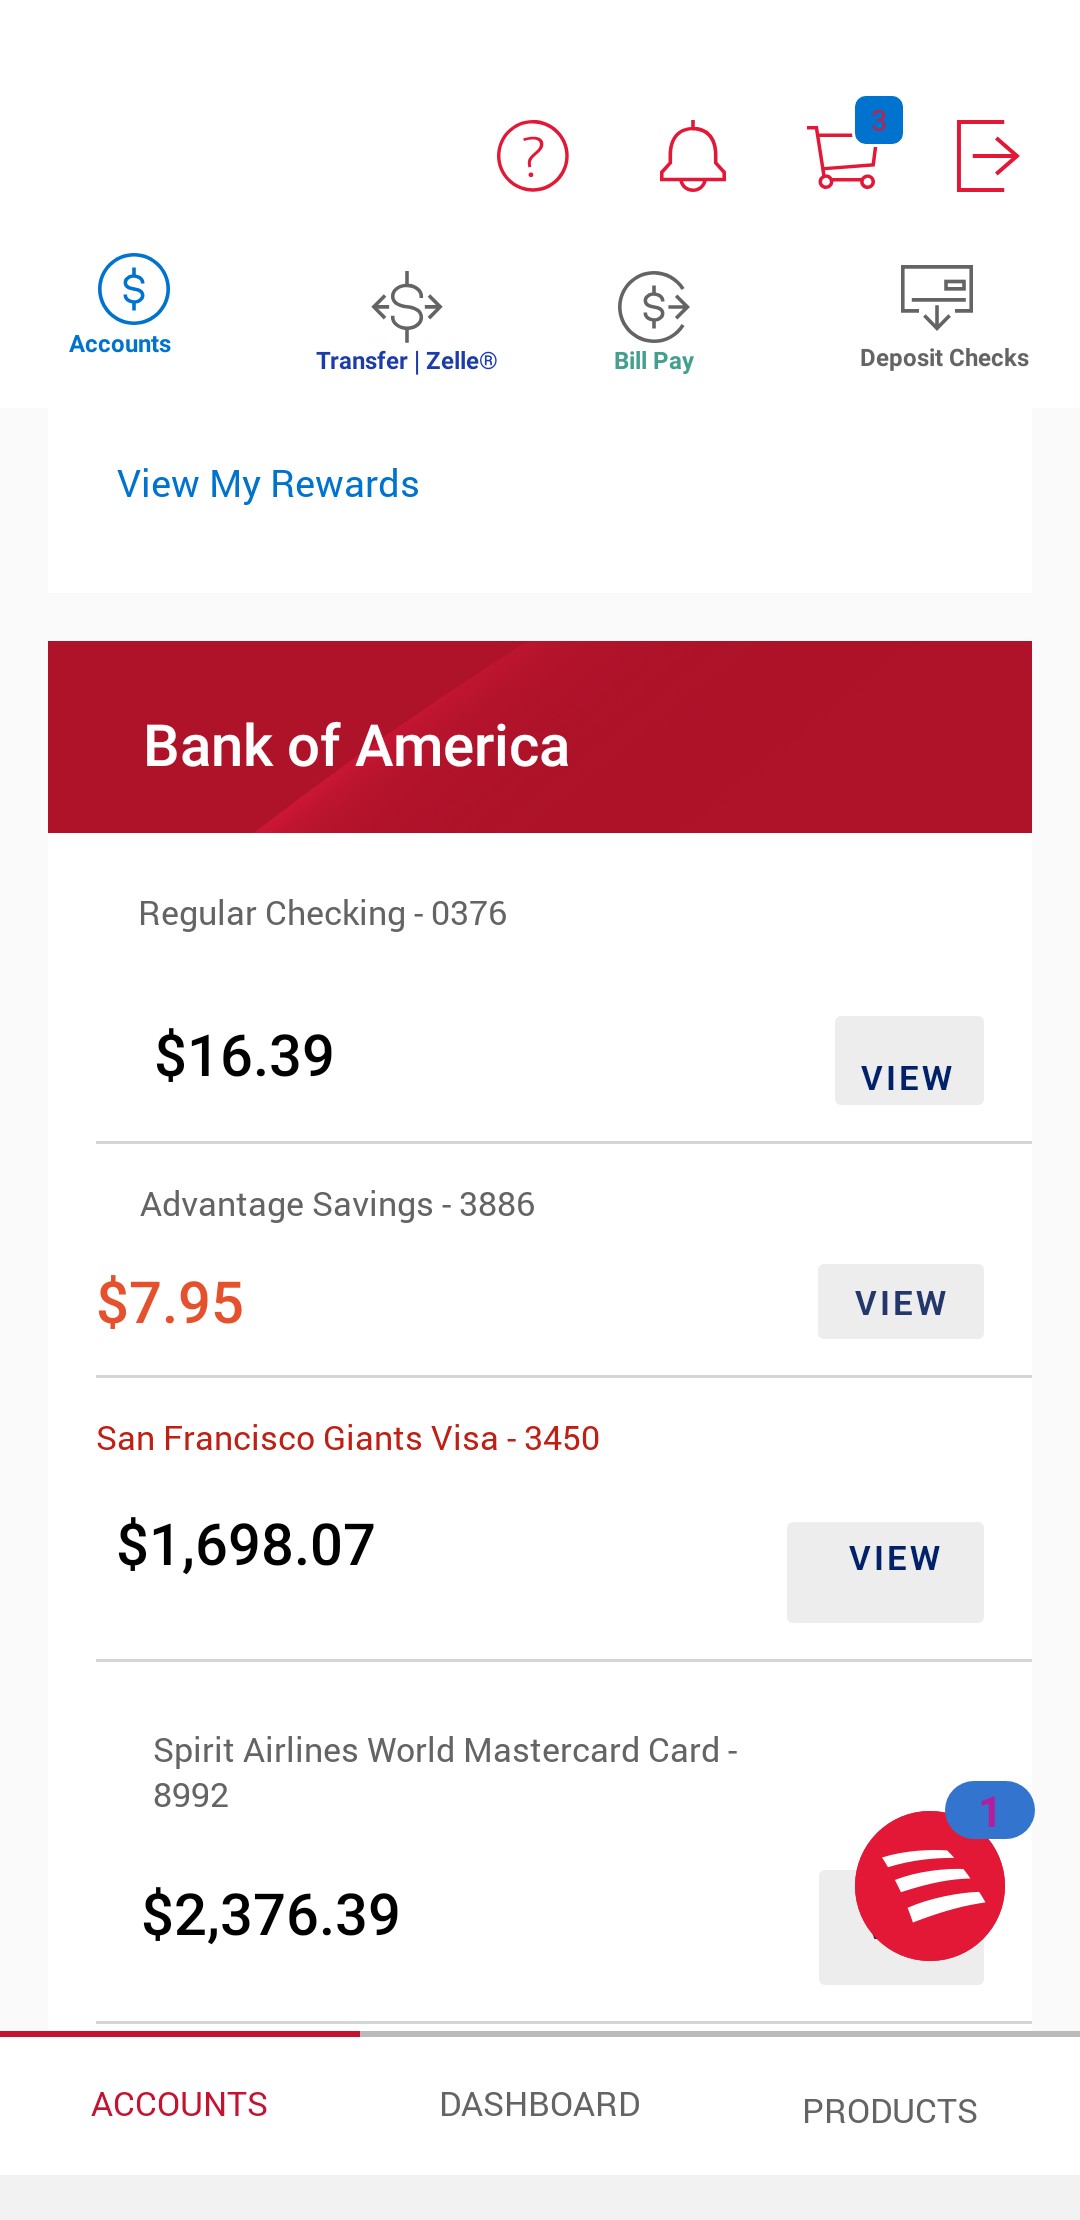 3
Accounts
Transfer | Zelle®
Bill Pay
Deposit Checks
View My Rewards
Bank of America
Regular Checking - 0376
$16.39
VIEW
Advantage Savings - 3886
$7.95
VIEW
San Francisco Giants Visa - 3450
$1,698.07
VIEW
Spirit Airlines World Mastercard Card -
8992
1
$2,376.39
ACCOUNTS
DASHBOARD
PRODUCTS